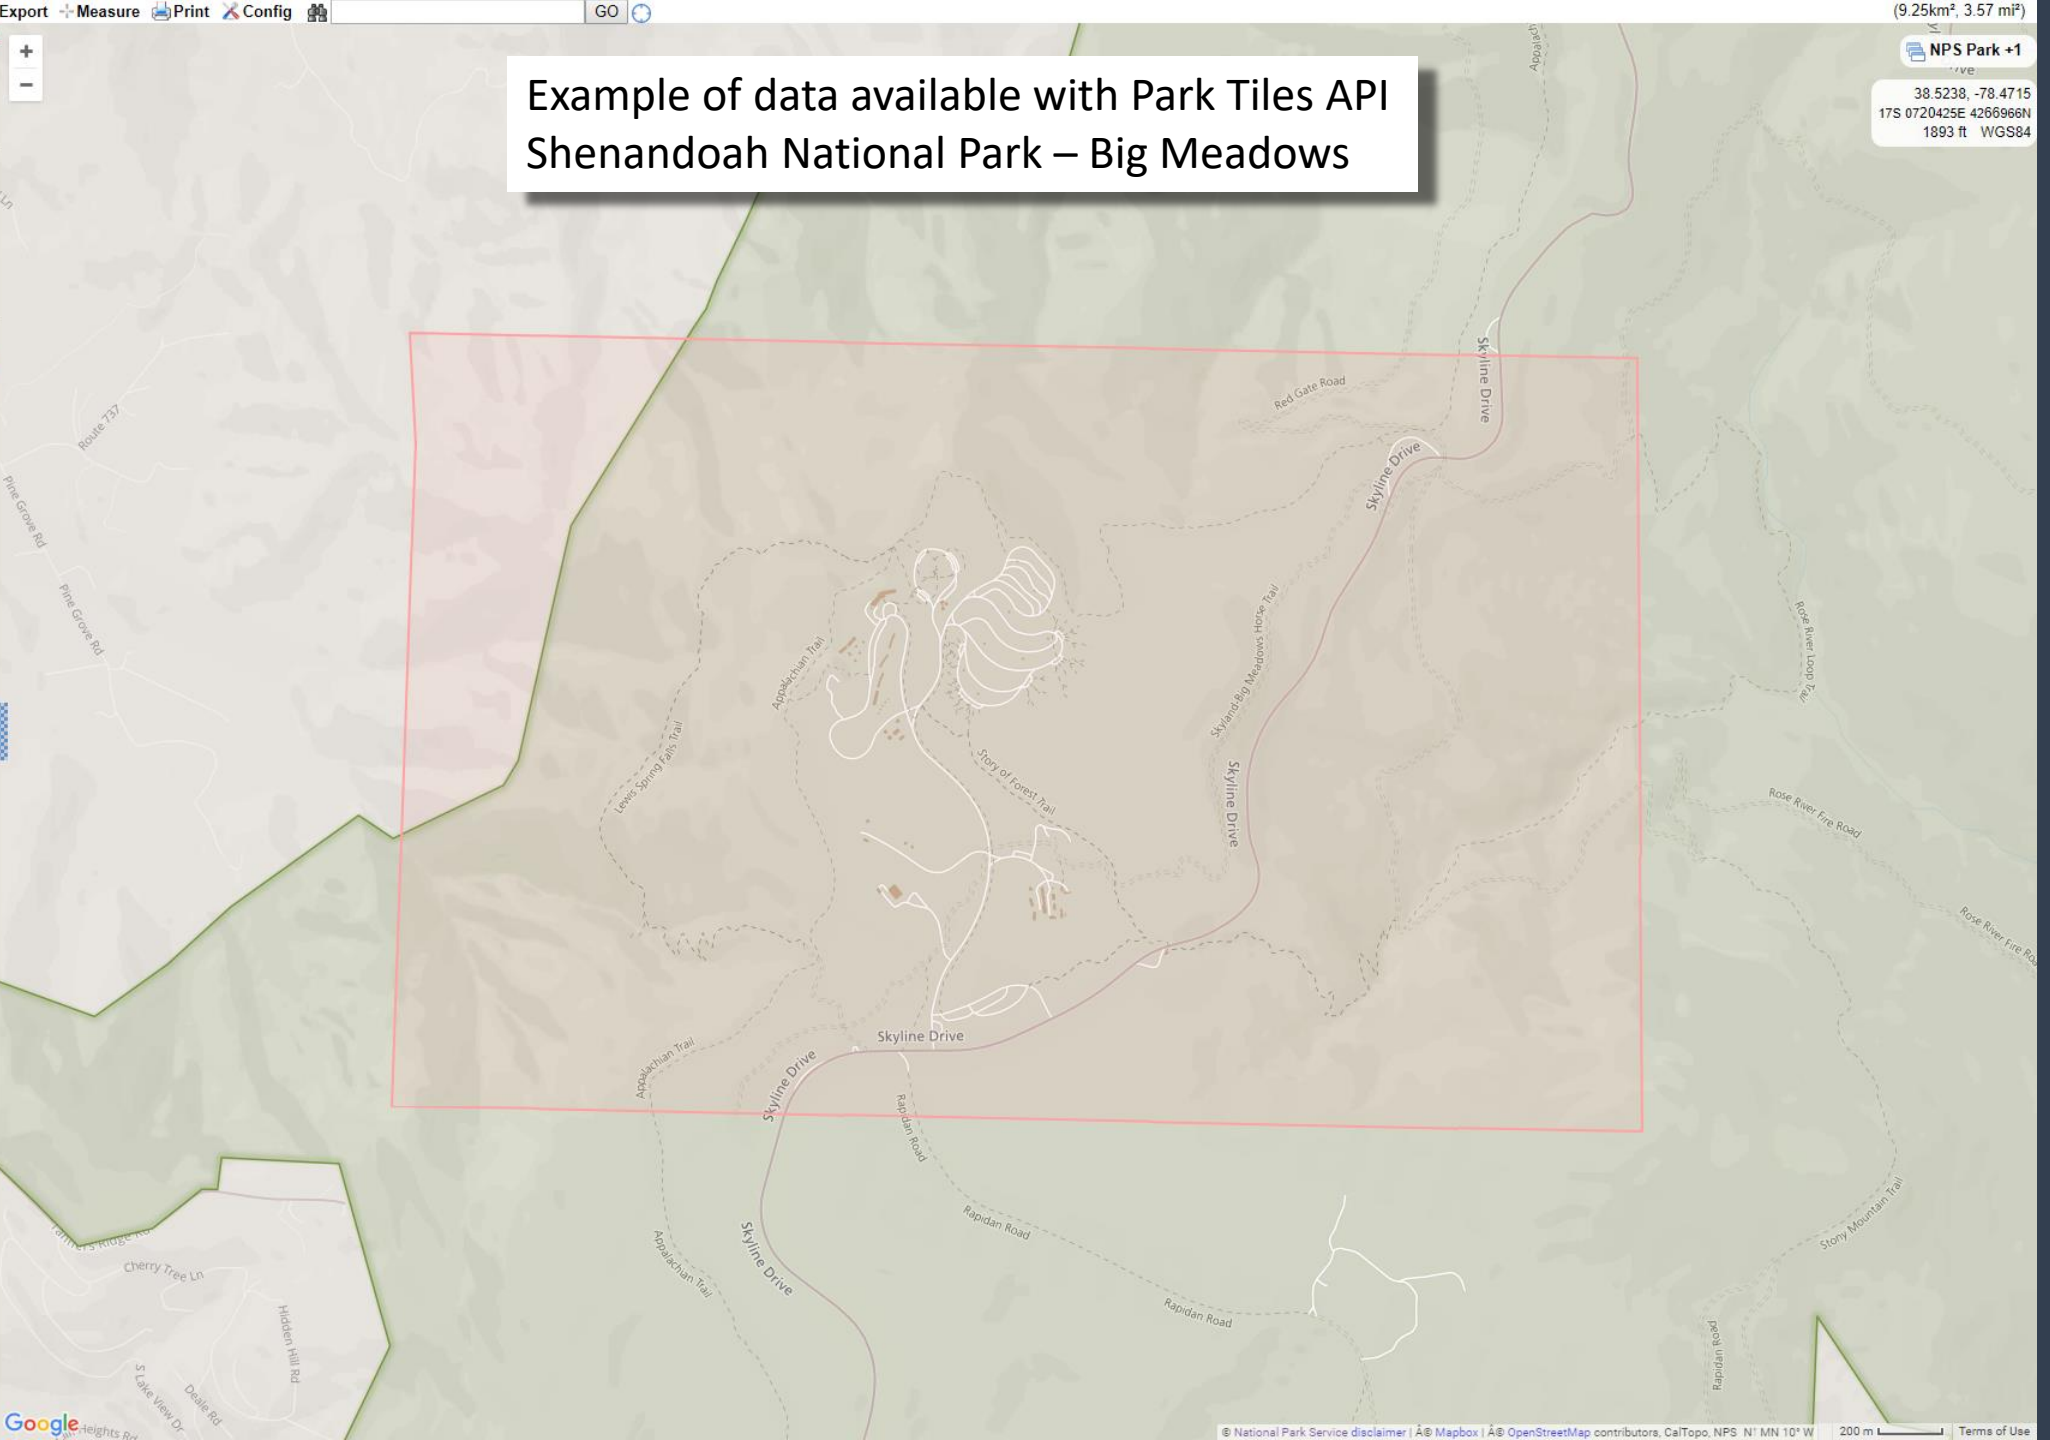 Export Measure Print Config GO
(9.25km², 3.57 mi²)
+
−
NPS Park +1
38.5238, -78.4715
17S 0720425E 4266966N
1893 ft WGS84
Example of data available with Park Tiles API
Shenandoah National Park – Big Meadows
Ln
Skyline Drive
Red Gate Road
Route 737
Skyline Drive
Pine Grove Rd
Pine Grove Rd
Skyland-Big Meadows Horse Trail
Rose River Loop Trail
Appalachian Trail
Lewis Spring Falls Trail
Story of Forest Trail
Skyline Drive
Rose River Fire Road
Rose River Fire Roa
Skyline Drive
Appalachian Trail
Skyline Drive
Rapidan Road
Stony Mountain Trail
Rapidan Road
Cherry Tree Ln
Appalachian Trail
Skyline Drive
Rapidan Road
Hidden Hill Rd
Rapidan Road
S Lake View Dr
Deale Rd
Google
Heights Rd
© National Park Service disclaimer | Â© Mapbox | Â© OpenStreetMap contributors, CalTopo, NPS N↑ MN 10° W 200 m Terms of Use